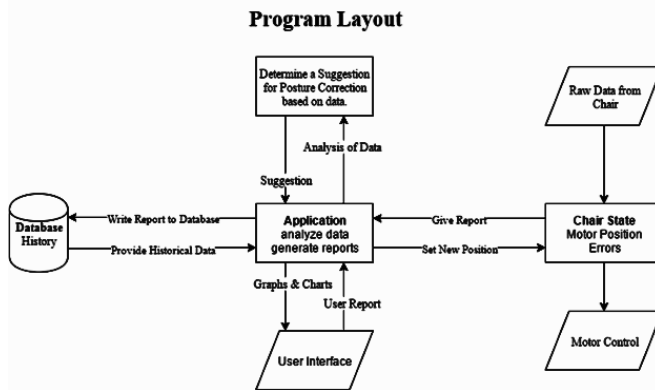 Program Layout
Determine a Suggestion
for Posture Correction
based on data.
Raw Data from
Chair
Analysis of Data
Suggestion
Database
History
Write Report to Database
Provide Historical Data
Application
analyze data
generate reports
Give Report
Set New Position
Chair State
Motor Position
Errors
Graphs & Charts
User Report
User Interface
Motor Control